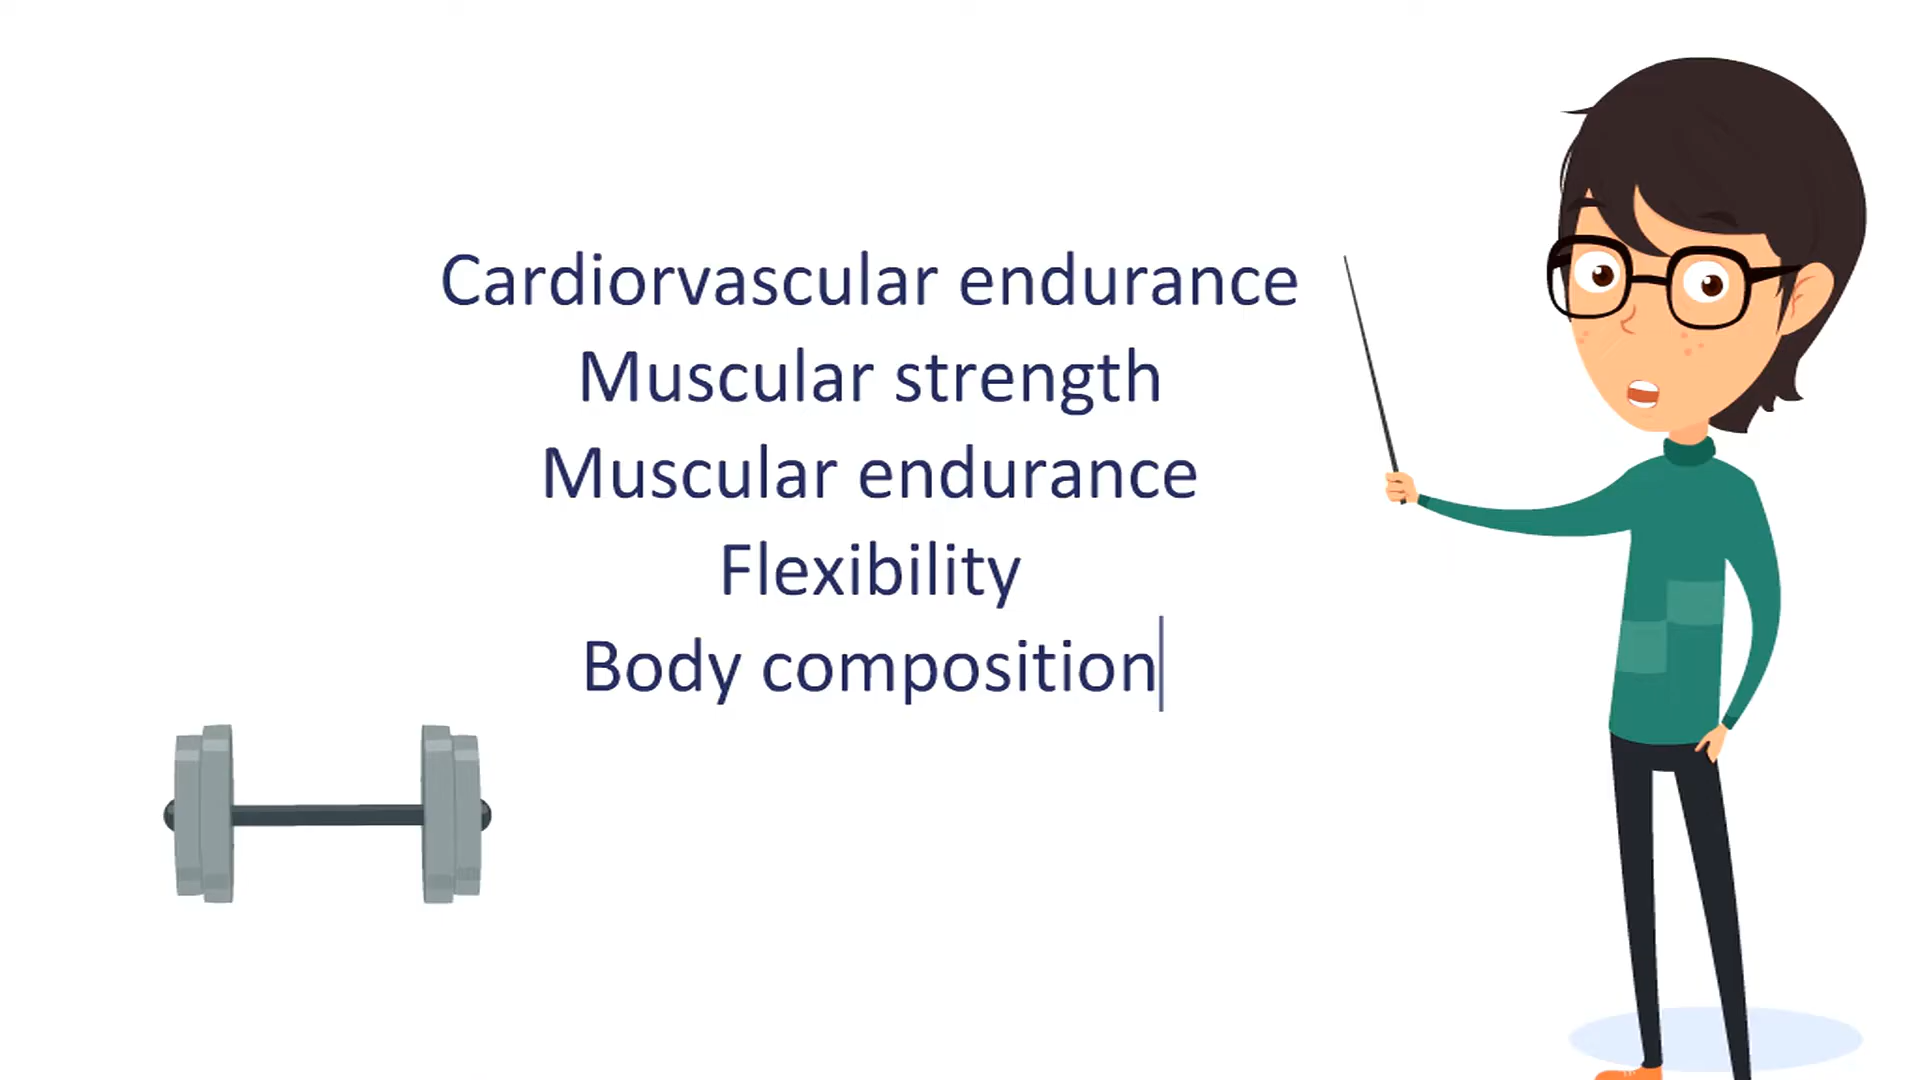 Cardiorvascular endurance
Muscular strength
Muscular endurance
Flexibility
Body composition